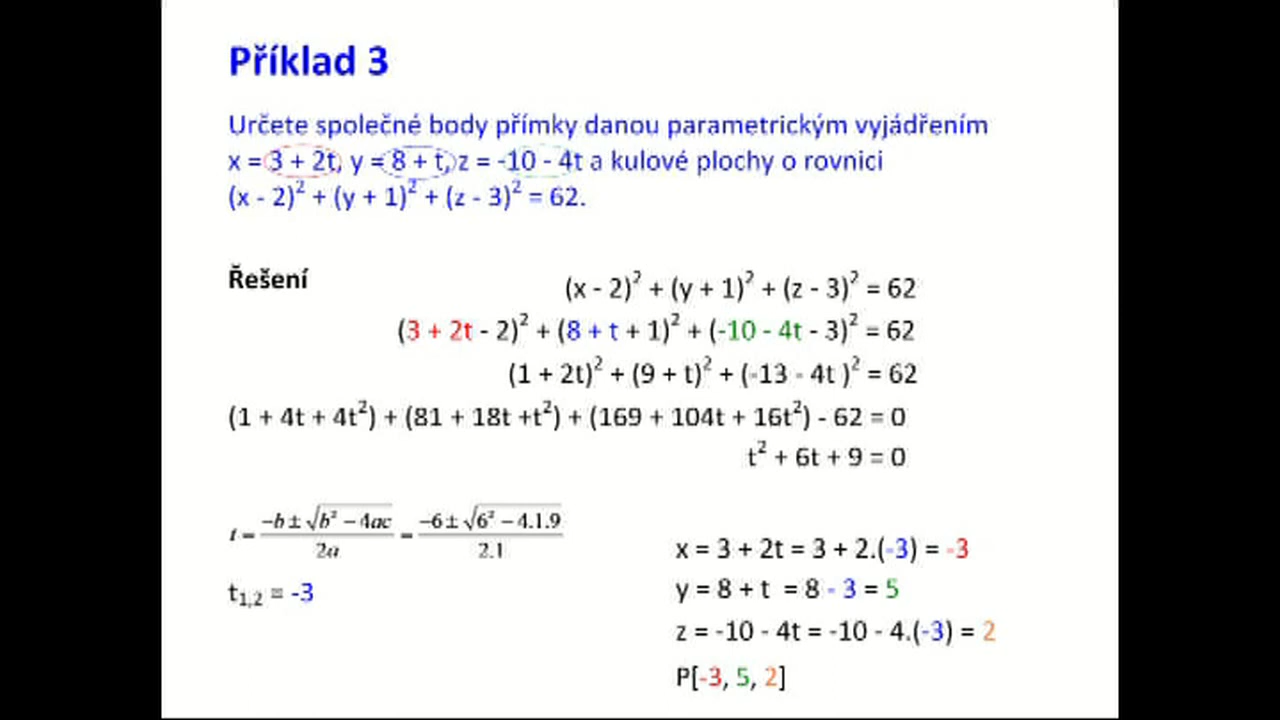 Příklad 3
Určete společné body přímky danou parametrickým vyjádřením
x = 3 + 2t, y = 8 + t, z = -10 - 4t a kulové plochy o rovnici
(x - 2)² + (y + 1)² + (z - 3)² = 62.
Řešení
(x - 2)² + (y + 1)² + (z - 3)² = 62
(3 + 2t - 2)² + (8 + t + 1)² + (-10 - 4t - 3)² = 62
(1 + 2t)² + (9 + t)² + (-13 - 4t )² = 62
(1 + 4t + 4t²) + (81 + 18t +t²) + (169 + 104t + 16t²) - 62 = 0
t² + 6t + 9 = 0
t = (-b ± √(b² - 4ac)) / 2a = (-6 ± √(6² - 4.1.9)) / 2.1
t₁,₂ = -3
x = 3 + 2t = 3 + 2.(-3) = -3
y = 8 + t = 8 - 3 = 5
z = -10 - 4t = -10 - 4.(-3) = 2
P[-3, 5, 2]